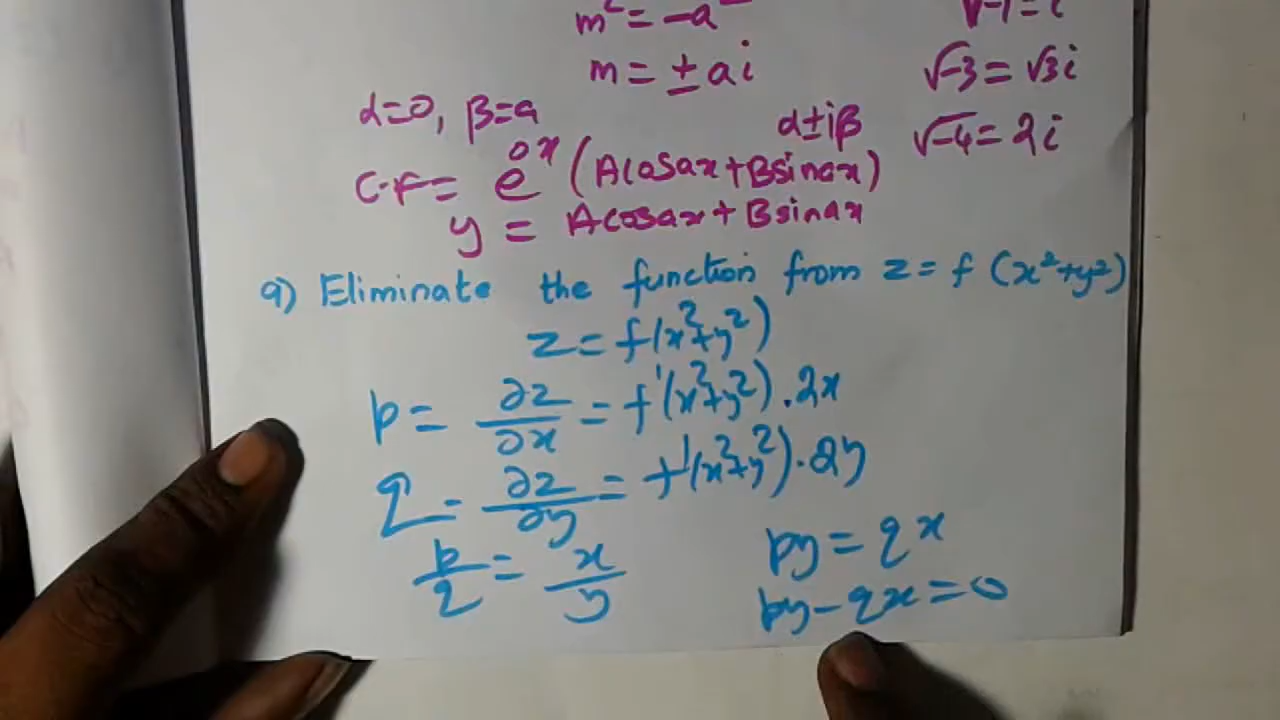 m² = -a²
√-1 = i
m = ± ai
√-3 = √3i
α=0, β=a
α±iβ
√-4 = 2i
C.F = e^0x (Acosax + Bsinax)
y = Acosax + Bsinax
9) Eliminate the function from z = f (x²+y²)
z = f(x²+y²)
p = ∂z/∂x = f'(x²+y²).2x
q = ∂z/∂y = f'(x²+y²).2y
p/q = x/y
py = qx
py - qx = 0